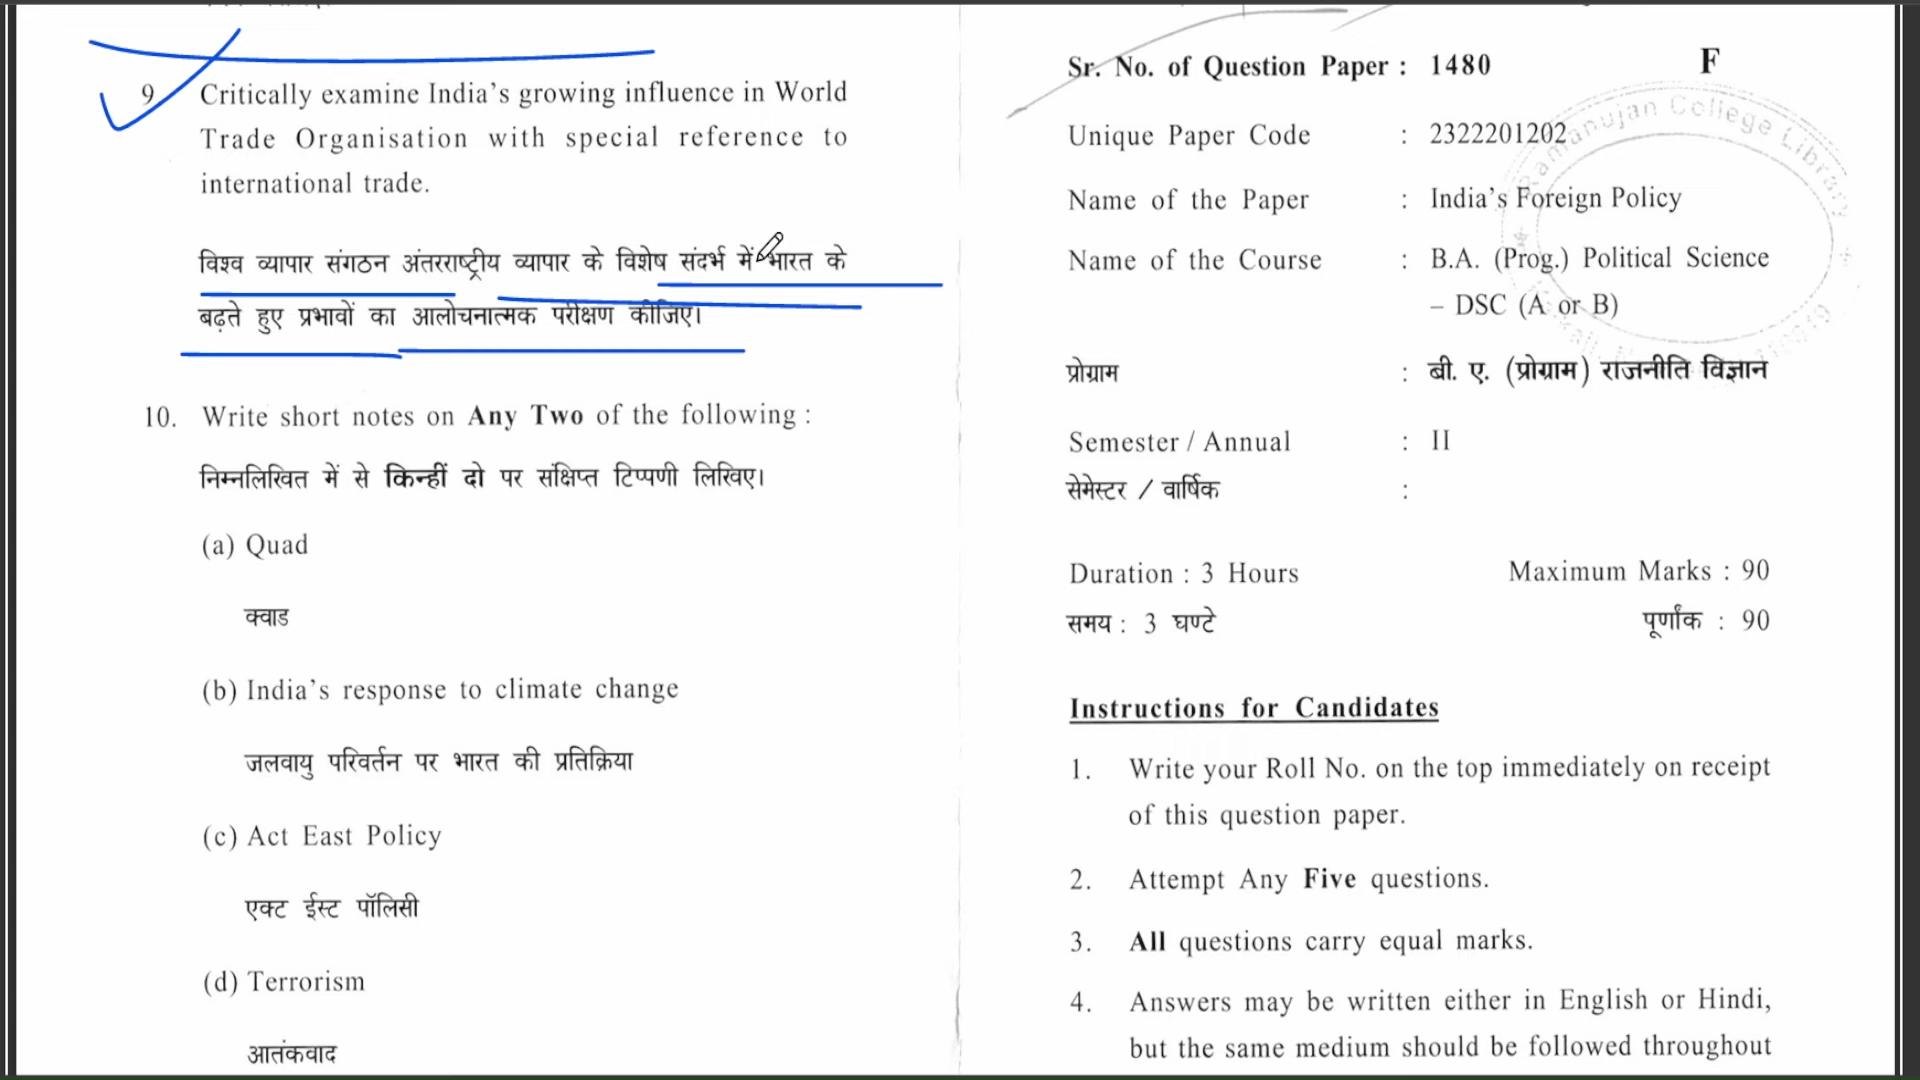 9 Critically examine India's growing influence in World
Trade Organisation with special reference to
international trade.
विश्व व्यापार संगठन अंतरराष्ट्रीय व्यापार के विशेष संदर्भ में भारत के
बढ़ते हुए प्रभावों का आलोचनात्मक परीक्षण कीजिए।
10. Write short notes on Any Two of the following :
निम्नलिखित में से किन्हीं दो पर संक्षिप्त टिप्पणी लिखिए।
(a) Quad
क्वाड
(b) India's response to climate change
जलवायु परिवर्तन पर भारत की प्रतिक्रिया
(c) Act East Policy
एक्ट ईस्ट पॉलिसी
(d) Terrorism
आतंकवाद
Sr. No. of Question Paper : 1480 F
Unique Paper Code : 2322201202
Name of the Paper : India's Foreign Policy
Name of the Course : B.A. (Prog.) Political Science
– DSC (A or B)
प्रोग्राम : बी. ए. (प्रोग्राम) राजनीति विज्ञान
Semester / Annual : II
सेमेस्टर / वार्षिक :
Duration : 3 Hours Maximum Marks : 90
समय : 3 घण्टे पूर्णांक : 90
Instructions for Candidates
1. Write your Roll No. on the top immediately on receipt
of this question paper.
2. Attempt Any Five questions.
3. All questions carry equal marks.
4. Answers may be written either in English or Hindi,
but the same medium should be followed throughout
Ramanujan College Library